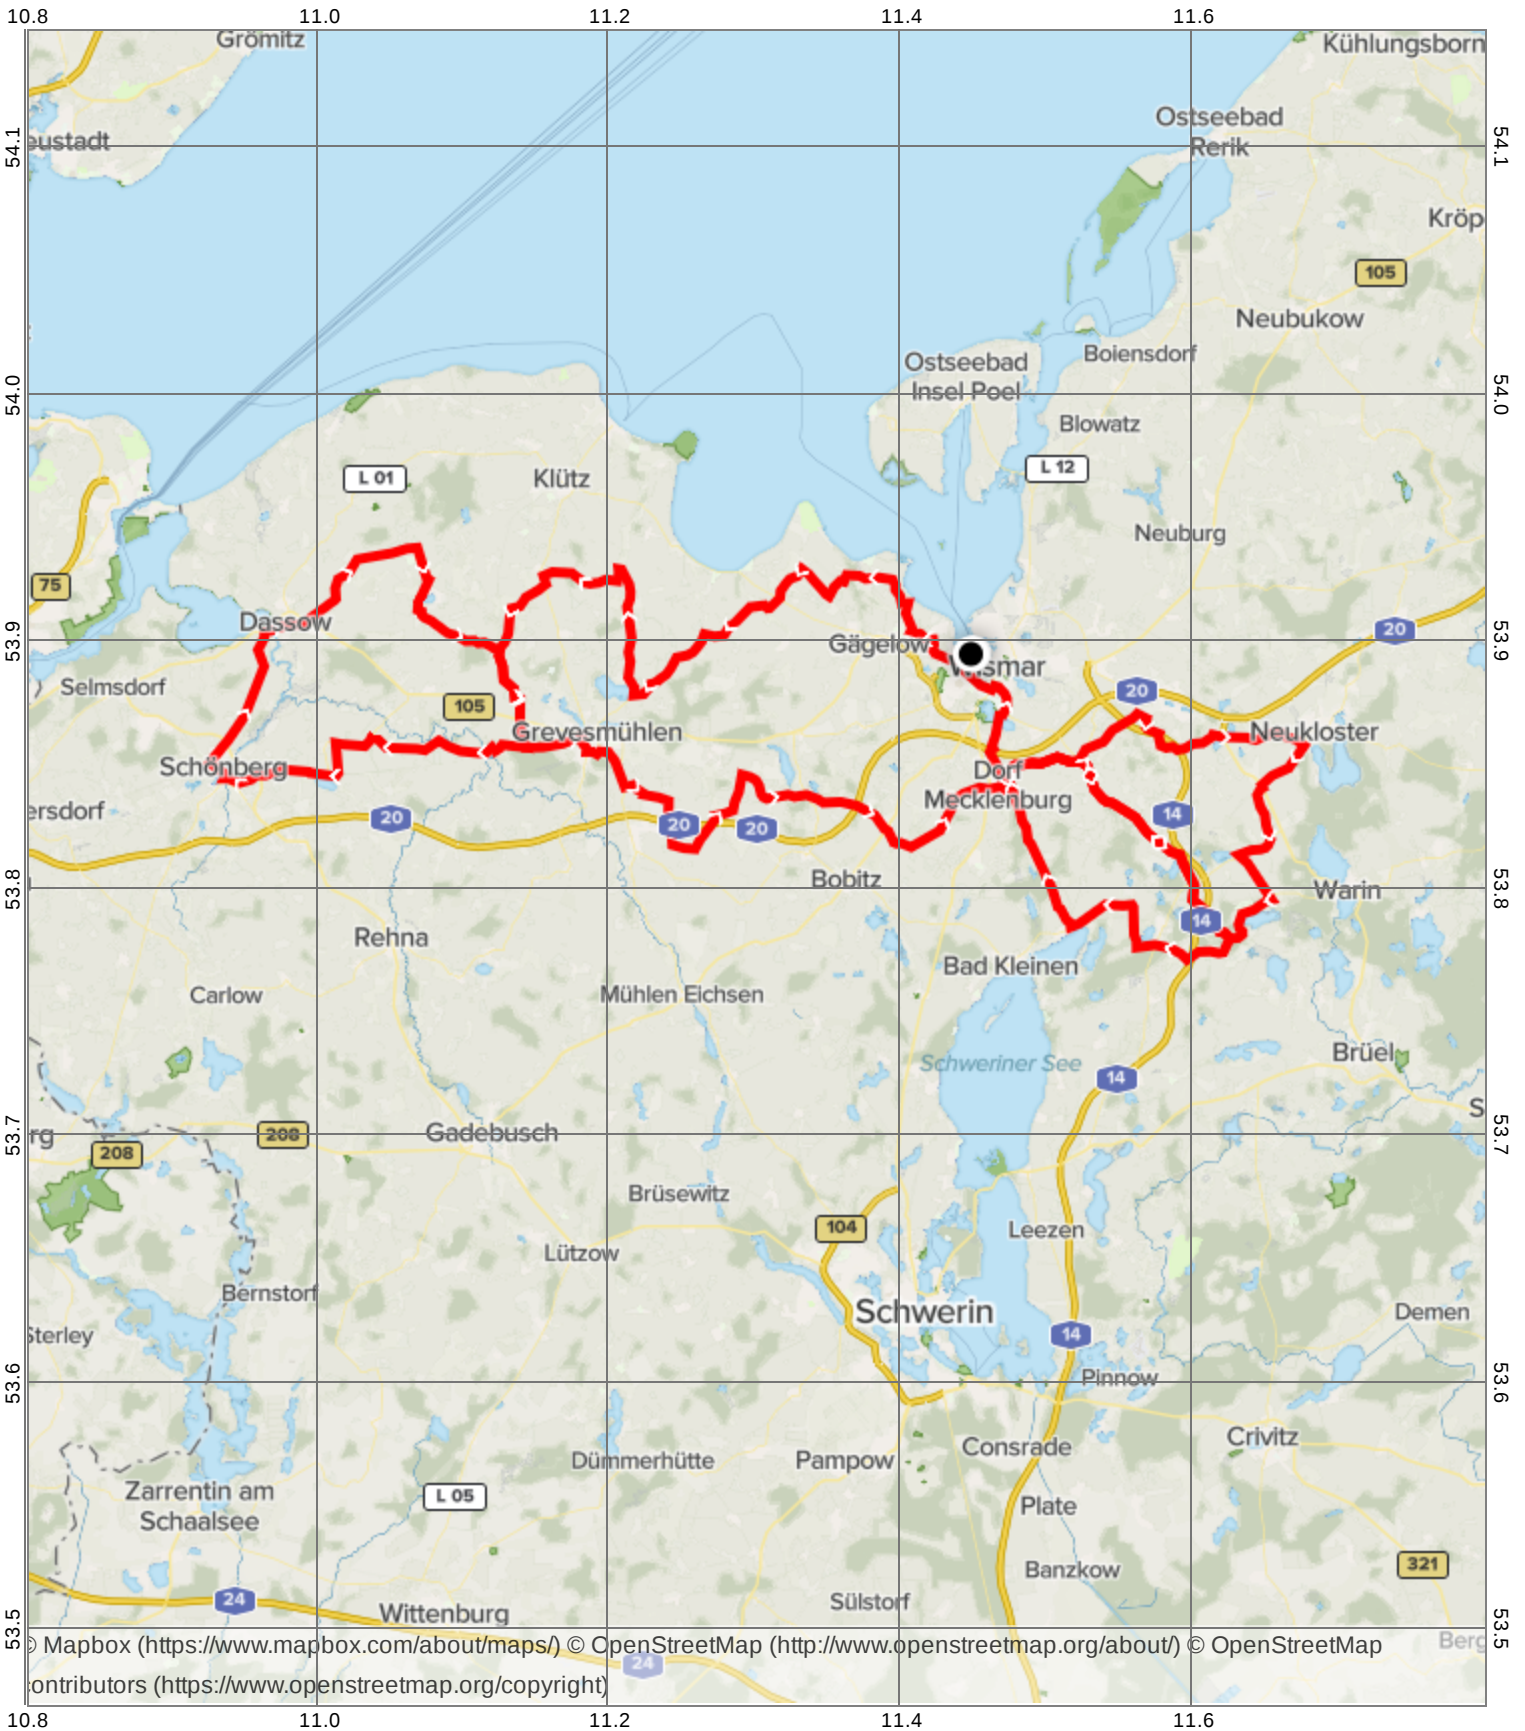 10.8 11.0 11.2 11.4 11.6
Grömitz
Kühlungsborn
Ostseebad
Rerik
54.1 eustadt 54.1
Kröp
105
Neubukow
Boiensdorf
Ostseebad
Insel Poel
54.0 54.0
Blowatz
L 12
L 01 Klütz
Neuburg
75
Dassow
20
53.9 53.9
Gägelow
Wismar
Selmsdorf
20
105
Grevesmühlen Neukloster
Schönberg
Dorf
Mecklenburg
ersdorf
20 20 20 14
Bobitz
53.8 Warin 53.8
14
Rehna
Bad Kleinen
Carlow Mühlen Eichsen
Brüel
Schweriner See
14
S
53.7 rg 208 Gadebusch 53.7
208
Brüsewitz
104 Leezen
Lützow
Bernstorf
Schwerin Demen
Sterley 14
53.6 Pinnow 53.6
Crivitz
Consrade
Dümmerhütte Pampow
Zarrentin am
Schaalsee
L 05
Plate
321
Banzkow
24 Sülstorf
Wittenburg
53.5 Berg 53.5
© Mapbox (https://www.mapbox.com/about/maps/) © OpenStreetMap (http://www.openstreetmap.org/about/) © OpenStreetMap
24
contributors (https://www.openstreetmap.org/copyright)
10.8 11.0 11.2 11.4 11.6